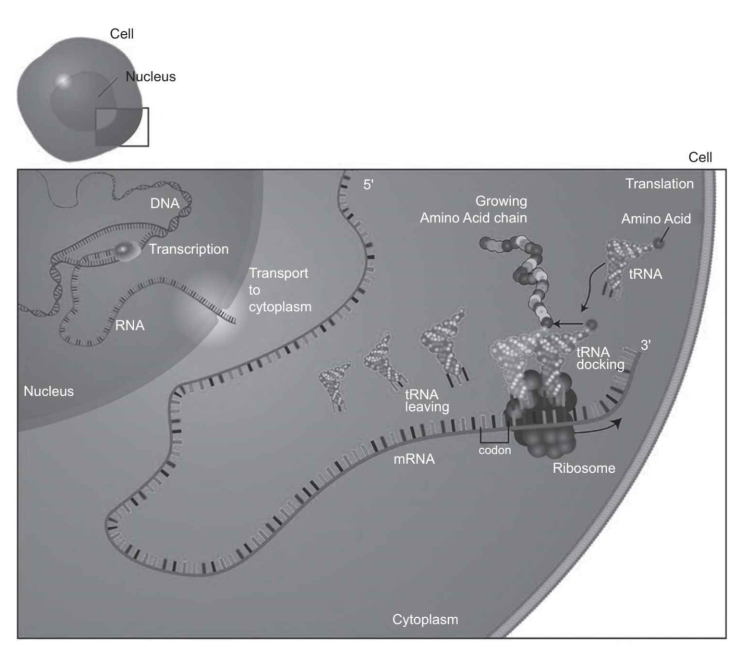 Cell
Nucleus
Cell
5'
Translation
DNA
Growing
Amino Acid chain
Amino Acid
Transcription
Transport
to
cytoplasm
tRNA
RNA
3'
tRNA
docking
Nucleus
tRNA
leaving
codon
mRNA
Ribosome
Cytoplasm